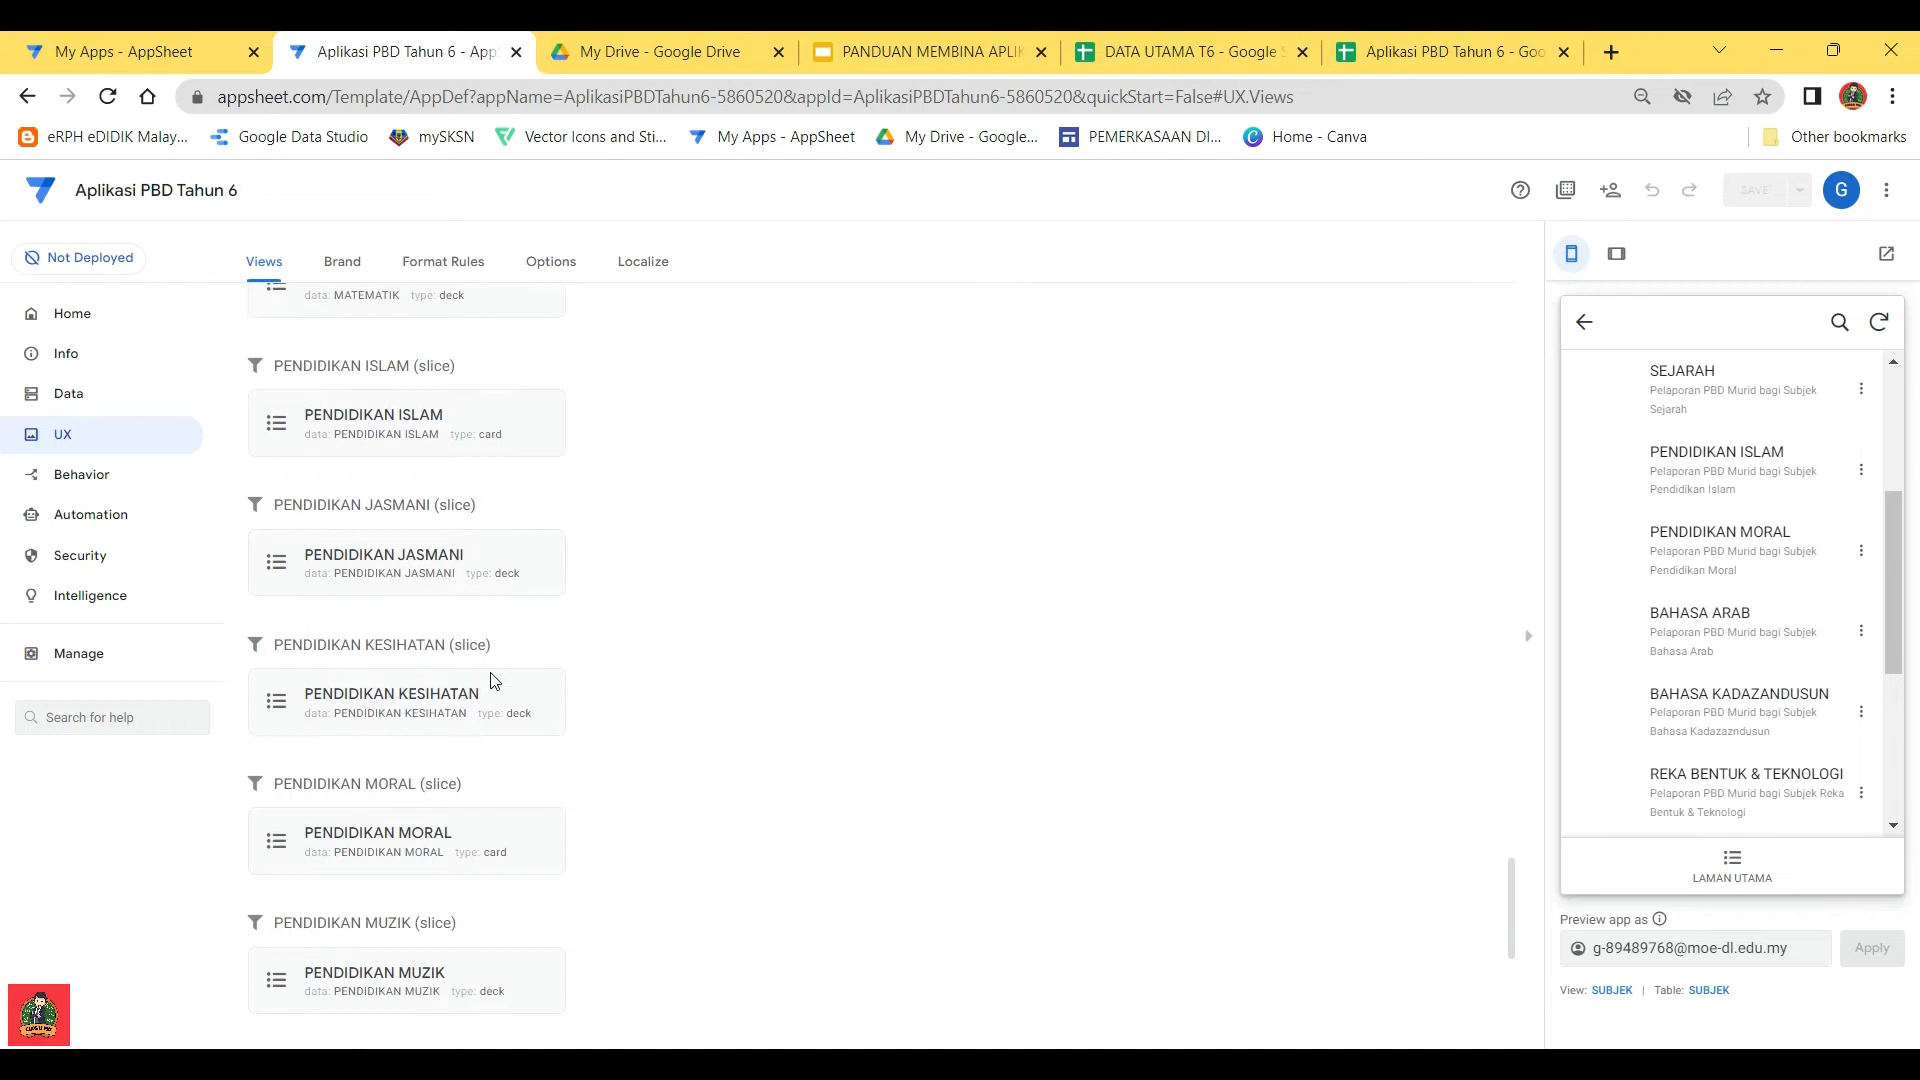 My Apps - AppSheet
Aplikasi PBD Tahun 6 - App
My Drive - Google Drive
PANDUAN MEMBINA APLIK
DATA UTAMA T6 - Google S
Aplikasi PBD Tahun 6 - Goo
appsheet.com/Template/AppDef?appName=AplikasiPBDTahun6-5860520&appId=AplikasiPBDTahun6-5860520&quickStart=False#UX.Views
eRPH eDIDIK Malay...
Google Data Studio
mySKSN
Vector Icons and Sti...
My Apps - AppSheet
My Drive - Google...
PEMERKASAAN DI...
Home - Canva
Other bookmarks
Aplikasi PBD Tahun 6
SAVE
G
Not Deployed
Views
Brand
Format Rules
Options
Localize
Home
Info
Data
UX
Behavior
Automation
Security
Intelligence
Manage
Search for help
data: MATEMATIK type: deck
PENDIDIKAN ISLAM (slice)
PENDIDIKAN ISLAM
data: PENDIDIKAN ISLAM type: card
PENDIDIKAN JASMANI (slice)
PENDIDIKAN JASMANI
data: PENDIDIKAN JASMANI type: deck
PENDIDIKAN KESIHATAN (slice)
PENDIDIKAN KESIHATAN
data: PENDIDIKAN KESIHATAN type: deck
PENDIDIKAN MORAL (slice)
PENDIDIKAN MORAL
data: PENDIDIKAN MORAL type: card
PENDIDIKAN MUZIK (slice)
PENDIDIKAN MUZIK
data: PENDIDIKAN MUZIK type: deck
SEJARAH
Pelaporan PBD Murid bagi Subjek
Sejarah
PENDIDIKAN ISLAM
Pelaporan PBD Murid bagi Subjek
Pendidikan Islam
PENDIDIKAN MORAL
Pelaporan PBD Murid bagi Subjek
Pendidikan Moral
BAHASA ARAB
Pelaporan PBD Murid bagi Subjek
Bahasa Arab
BAHASA KADAZANDUSUN
Pelaporan PBD Murid bagi Subjek
Bahasa Kadazazndusun
REKA BENTUK & TEKNOLOGI
Pelaporan PBD Murid bagi Subjek Reka
Bentuk & Teknologi
LAMAN UTAMA
Preview app as
g-89489768@moe-dl.edu.my
Apply
View: SUBJEK | Table: SUBJEK